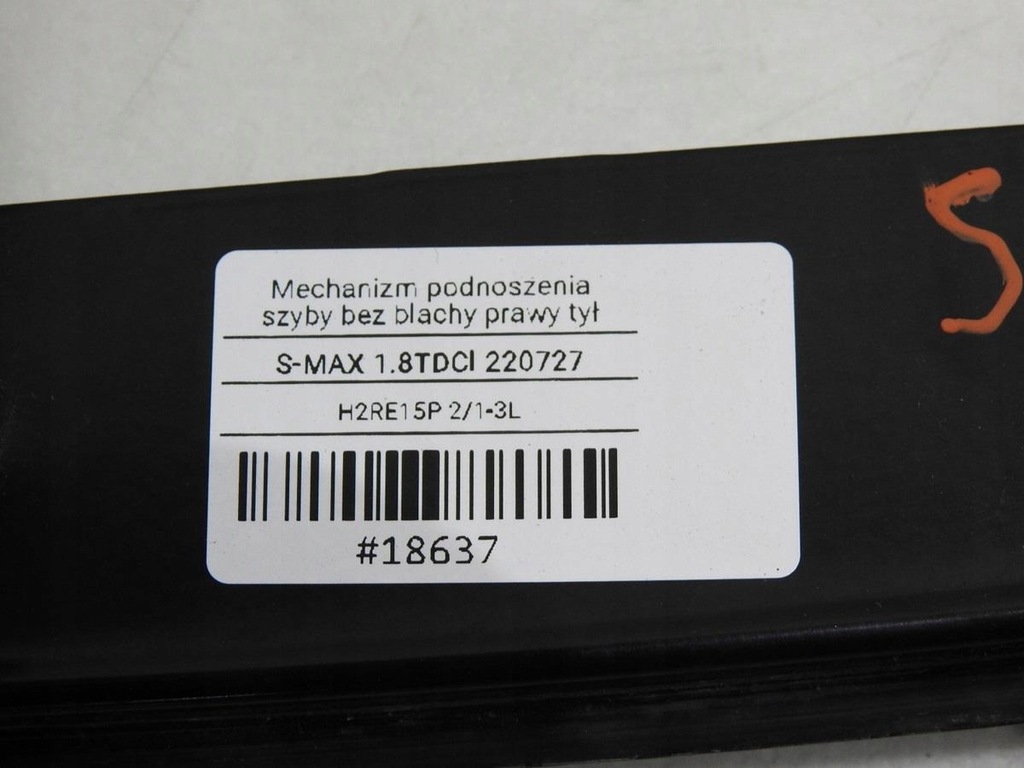 Mechanizm podnoszenia
szyby bez blachy prawy tył
S-MAX 1.8TDCI 220727
H2RE15P 2/1-3L
#18637
S